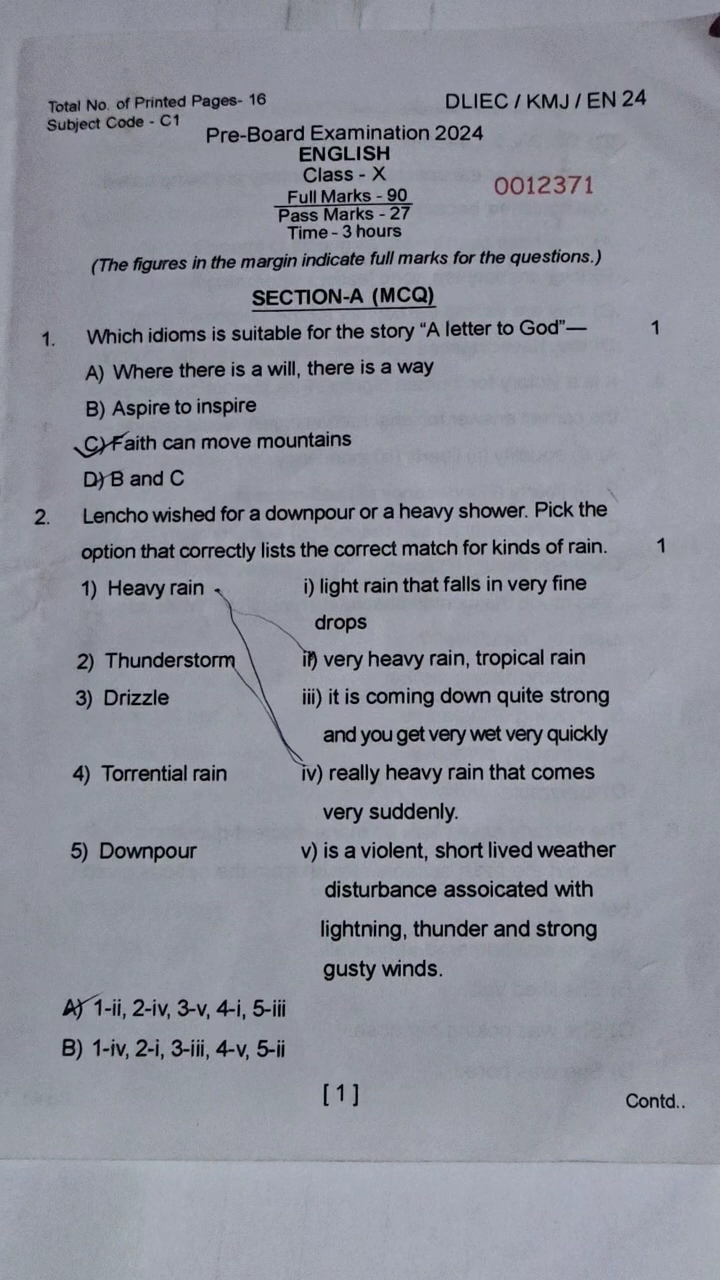 Total No. of Printed Pages- 16
DLIEC / KMJ / EN 24
Subject Code - C1
Pre-Board Examination 2024
ENGLISH
Class - X
0012371
Full Marks - 90
Pass Marks - 27
Time - 3 hours
(The figures in the margin indicate full marks for the questions.)
SECTION-A (MCQ)
1. Which idioms is suitable for the story “A letter to God”— 1
A) Where there is a will, there is a way
B) Aspire to inspire
C) Faith can move mountains
D) B and C
2. Lencho wished for a downpour or a heavy shower. Pick the
option that correctly lists the correct match for kinds of rain. 1
1) Heavy rain i) light rain that falls in very fine
drops
2) Thunderstorm ii) very heavy rain, tropical rain
3) Drizzle iii) it is coming down quite strong
and you get very wet very quickly
4) Torrential rain iv) really heavy rain that comes
very suddenly.
5) Downpour v) is a violent, short lived weather
disturbance assoicated with
lightning, thunder and strong
gusty winds.
A) 1-ii, 2-iv, 3-v, 4-i, 5-iii
B) 1-iv, 2-i, 3-iii, 4-v, 5-ii
[ 1 ]
Contd..